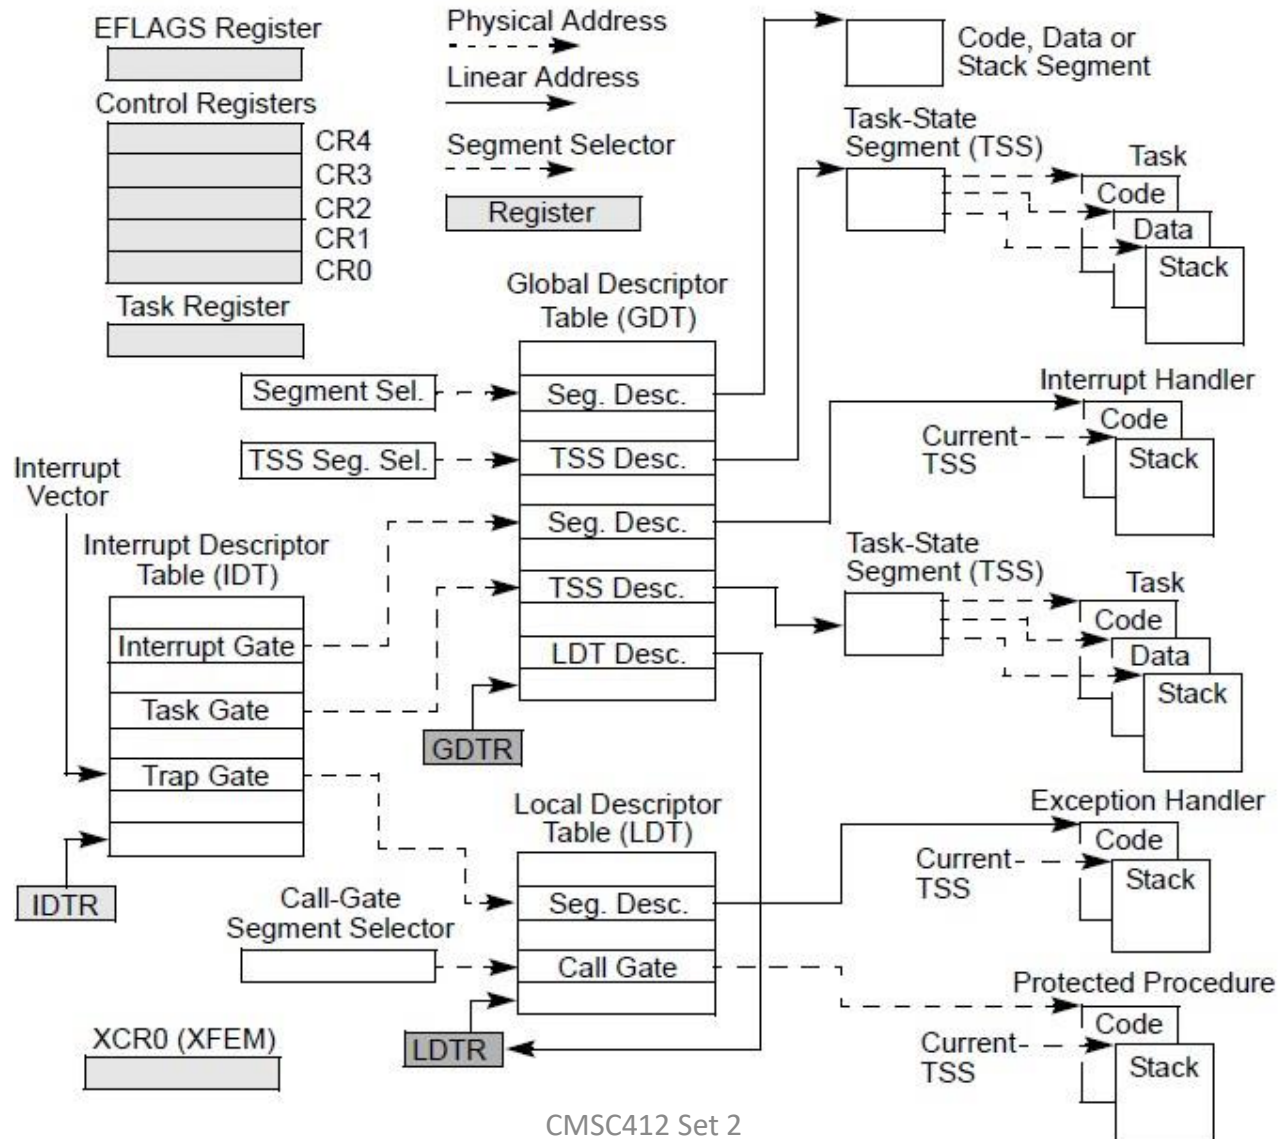 EFLAGS Register
Control Registers
CR4
CR3
CR2
CR1
CR0
Task Register
Physical Address
Linear Address
Segment Selector
Register
Code, Data or
Stack Segment
Task-State
Segment (TSS)
Task
Code
Data
Stack
Global Descriptor
Table (GDT)
Segment Sel.
Seg. Desc.
TSS Seg. Sel.
TSS Desc.
Seg. Desc.
TSS Desc.
LDT Desc.
GDTR
Interrupt Handler
Code
Current
TSS
Stack
Interrupt
Vector
Interrupt Descriptor
Table (IDT)
Interrupt Gate
Task Gate
Trap Gate
IDTR
Task-State
Segment (TSS)
Task
Code
Data
Stack
Local Descriptor
Table (LDT)
Seg. Desc.
Call Gate
Call-Gate
Segment Selector
LDTR
Exception Handler
Code
Current
TSS
Stack
Protected Procedure
Code
Current
TSS
Stack
XCR0 (XFEM)
CMSC412 Set 2